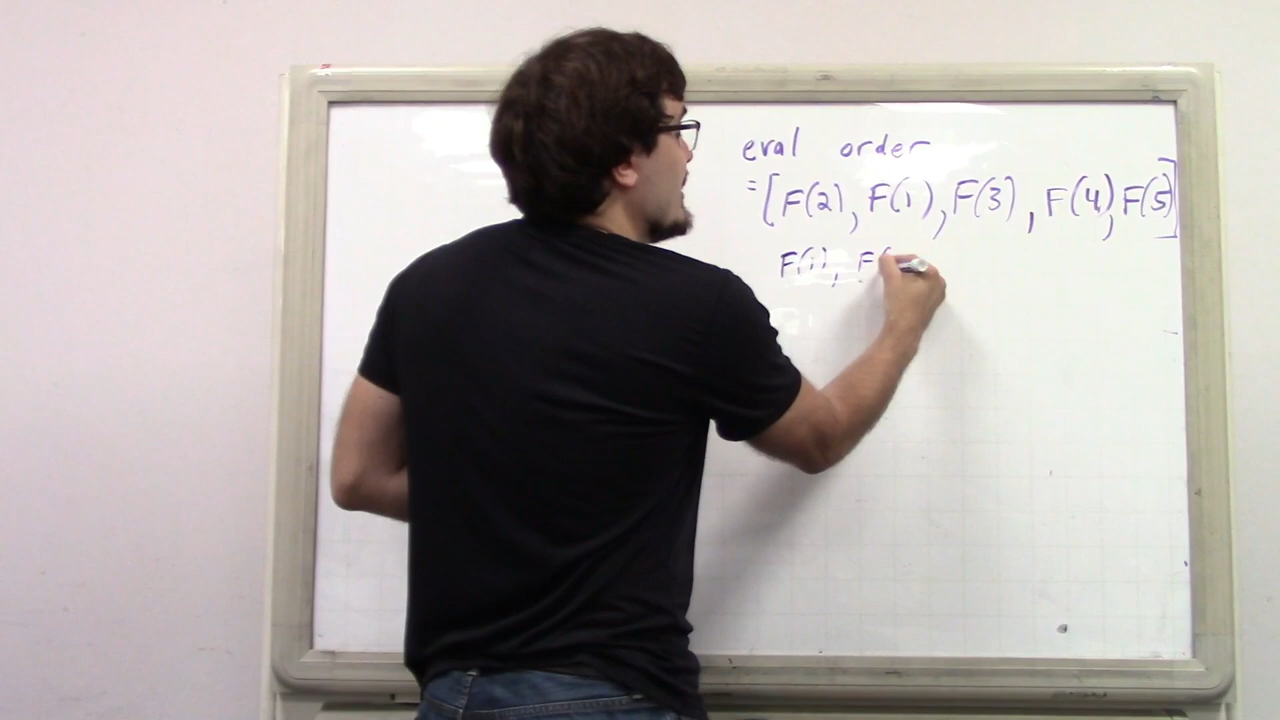 eval order
=[F(2), F(1), F(3), F(4), F(5)]
F(1), F(